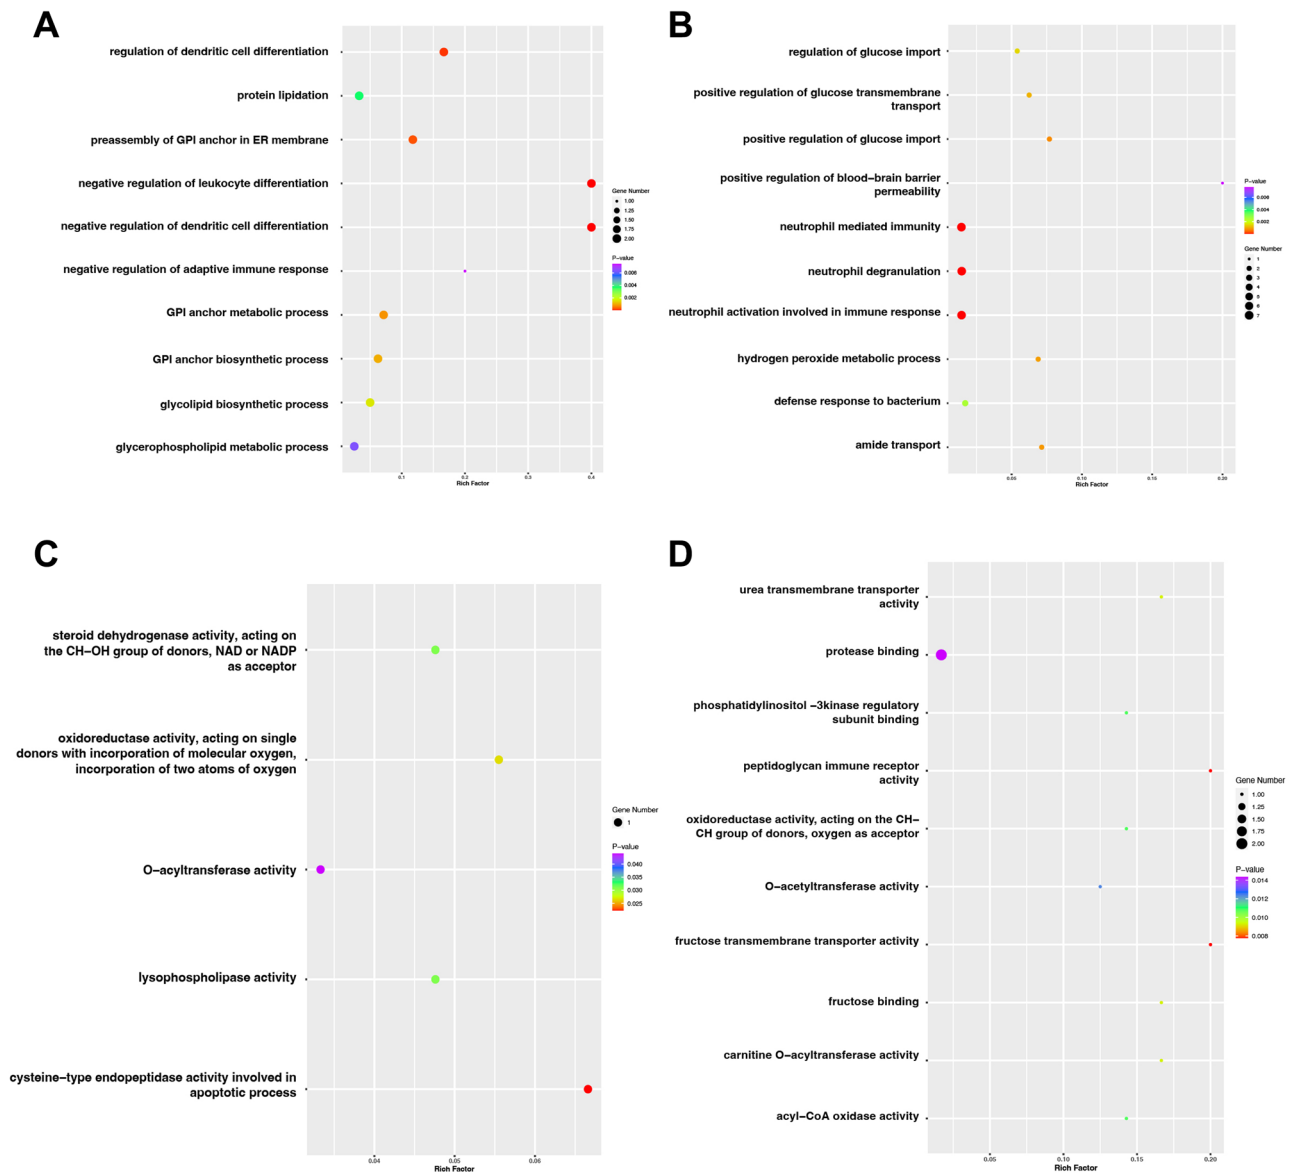 A
regulation of dendritic cell differentiation
protein lipidation
preassembly of GPI anchor in ER membrane
negative regulation of leukocyte differentiation
negative regulation of dendritic cell differentiation
negative regulation of adaptive immune response
GPI anchor metabolic process
GPI anchor biosynthetic process
glycolipid biosynthetic process
glycerophospholipid metabolic process
0.1 0.2 0.3 0.4
Rich Factor
Gene Number
1.00
1.25
1.50
1.75
2.00
P−value
0.006
0.004
0.002
B
regulation of glucose import
positive regulation of glucose transmembrane
transport
positive regulation of glucose import
positive regulation of blood−brain barrier
permeability
neutrophil mediated immunity
neutrophil degranulation
neutrophil activation involved in immune response
hydrogen peroxide metabolic process
defense response to bacterium
amide transport
0.05 0.10 0.15 0.20
Rich Factor
P−value
0.006
0.004
0.002
Gene Number
1
2
3
4
5
6
7
C
steroid dehydrogenase activity, acting on
the CH−OH group of donors, NAD or NADP
as acceptor
oxidoreductase activity, acting on single
donors with incorporation of molecular oxygen,
incorporation of two atoms of oxygen
O−acyltransferase activity
lysophospholipase activity
cysteine−type endopeptidase activity involved in
apoptotic process
0.04 0.05 0.06
Rich Factor
Gene Number
1
P−value
0.040
0.035
0.030
0.025
D
urea transmembrane transporter
activity
protease binding
phosphatidylinositol −3kinase regulatory
subunit binding
peptidoglycan immune receptor
activity
oxidoreductase activity, acting on the CH−
CH group of donors, oxygen as acceptor
O−acetyltransferase activity
fructose transmembrane transporter activity
fructose binding
carnitine O−acyltransferase activity
acyl−CoA oxidase activity
0.05 0.10 0.15 0.20
Rich Factor
Gene Number
1.00
1.25
1.50
1.75
2.00
P−value
0.014
0.012
0.010
0.008